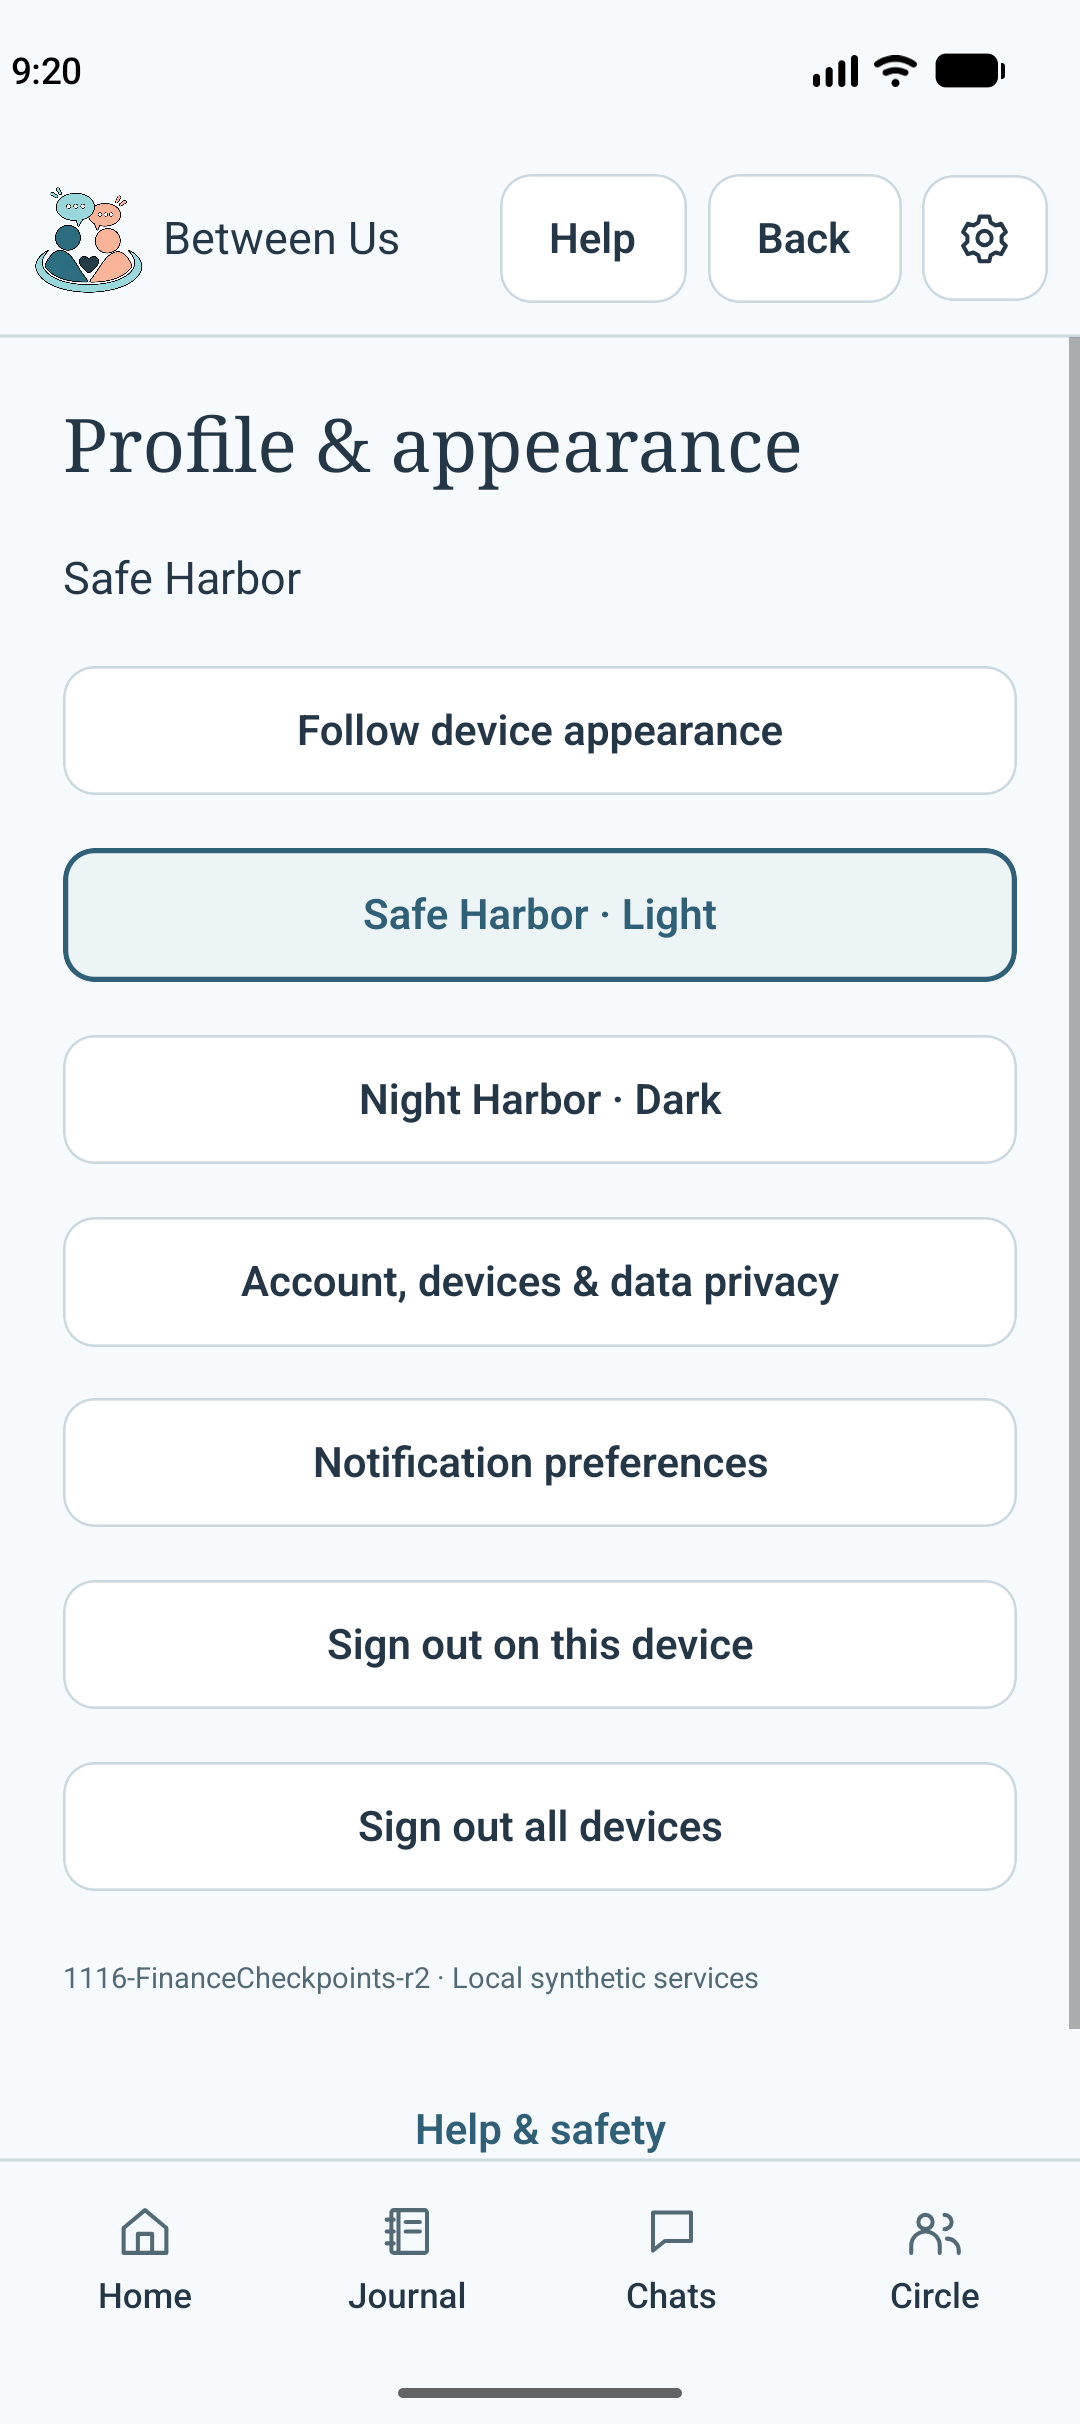 9:20
Between Us
Help
Back
Profile & appearance
Safe Harbor
Follow device appearance
Safe Harbor · Light
Night Harbor · Dark
Account, devices & data privacy
Notification preferences
Sign out on this device
Sign out all devices
1116-FinanceCheckpoints-r2 · Local synthetic services
Help & safety
Home
Journal
Chats
Circle